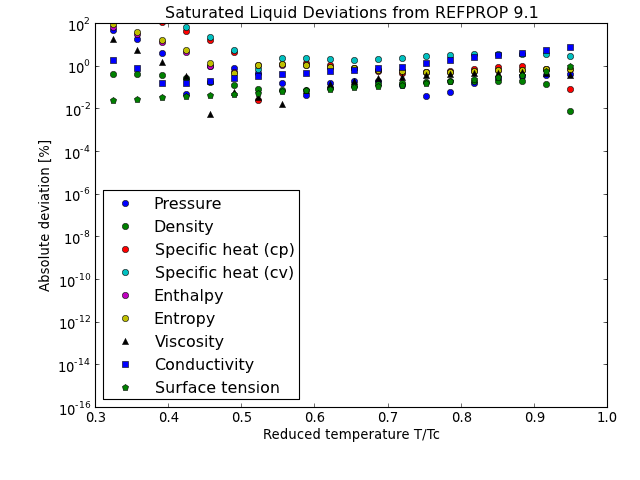 Saturated Liquid Deviations from REFPROP 9.1
10^2
10^0
10^-2
10^-4
10^-6
10^-8
10^-10
10^-12
10^-14
10^-16
Absolute deviation [%]
Pressure
Density
Specific heat (cp)
Specific heat (cv)
Enthalpy
Entropy
Viscosity
Conductivity
Surface tension
0.3 0.4 0.5 0.6 0.7 0.8 0.9 1.0
Reduced temperature T/Tc